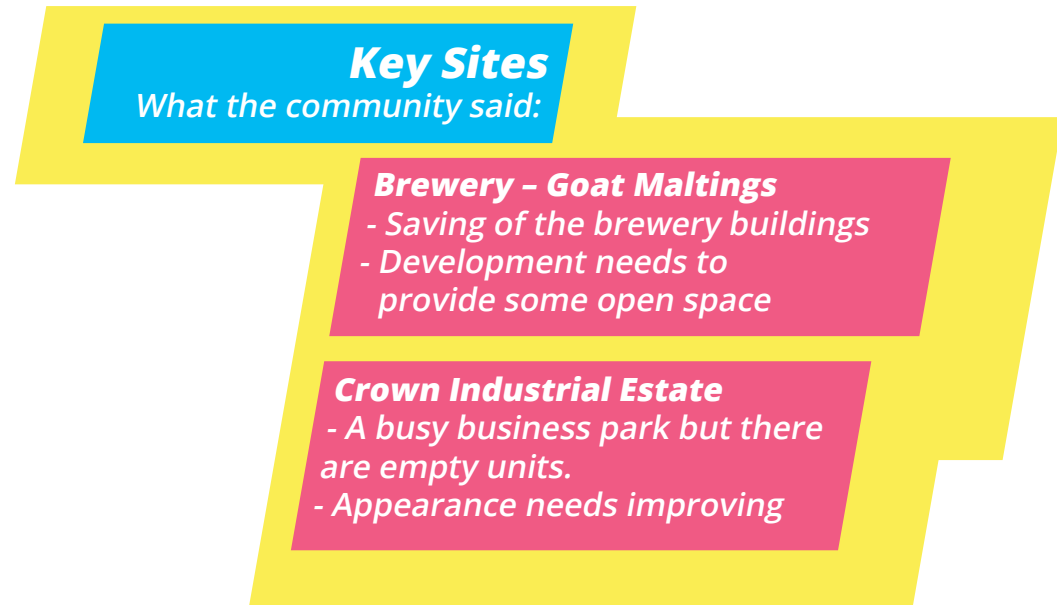 Key Sites
What the community said:
Brewery – Goat Maltings
- Saving of the brewery buildings
- Development needs to
provide some open space
Crown Industrial Estate
- A busy business park but there
are empty units.
- Appearance needs improving